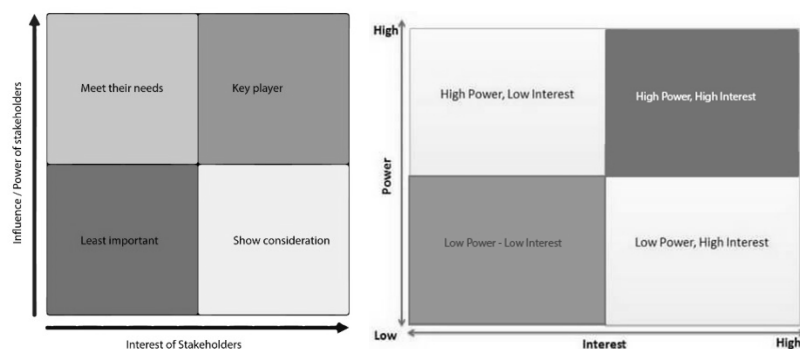 Influence / Power of stakeholders
Meet their needs
Key player
Least important
Show consideration
Interest of Stakeholders
High
Power
High Power, Low Interest
High Power, High Interest
Low Power - Low Interest
Low Power, High Interest
Low
Interest
High